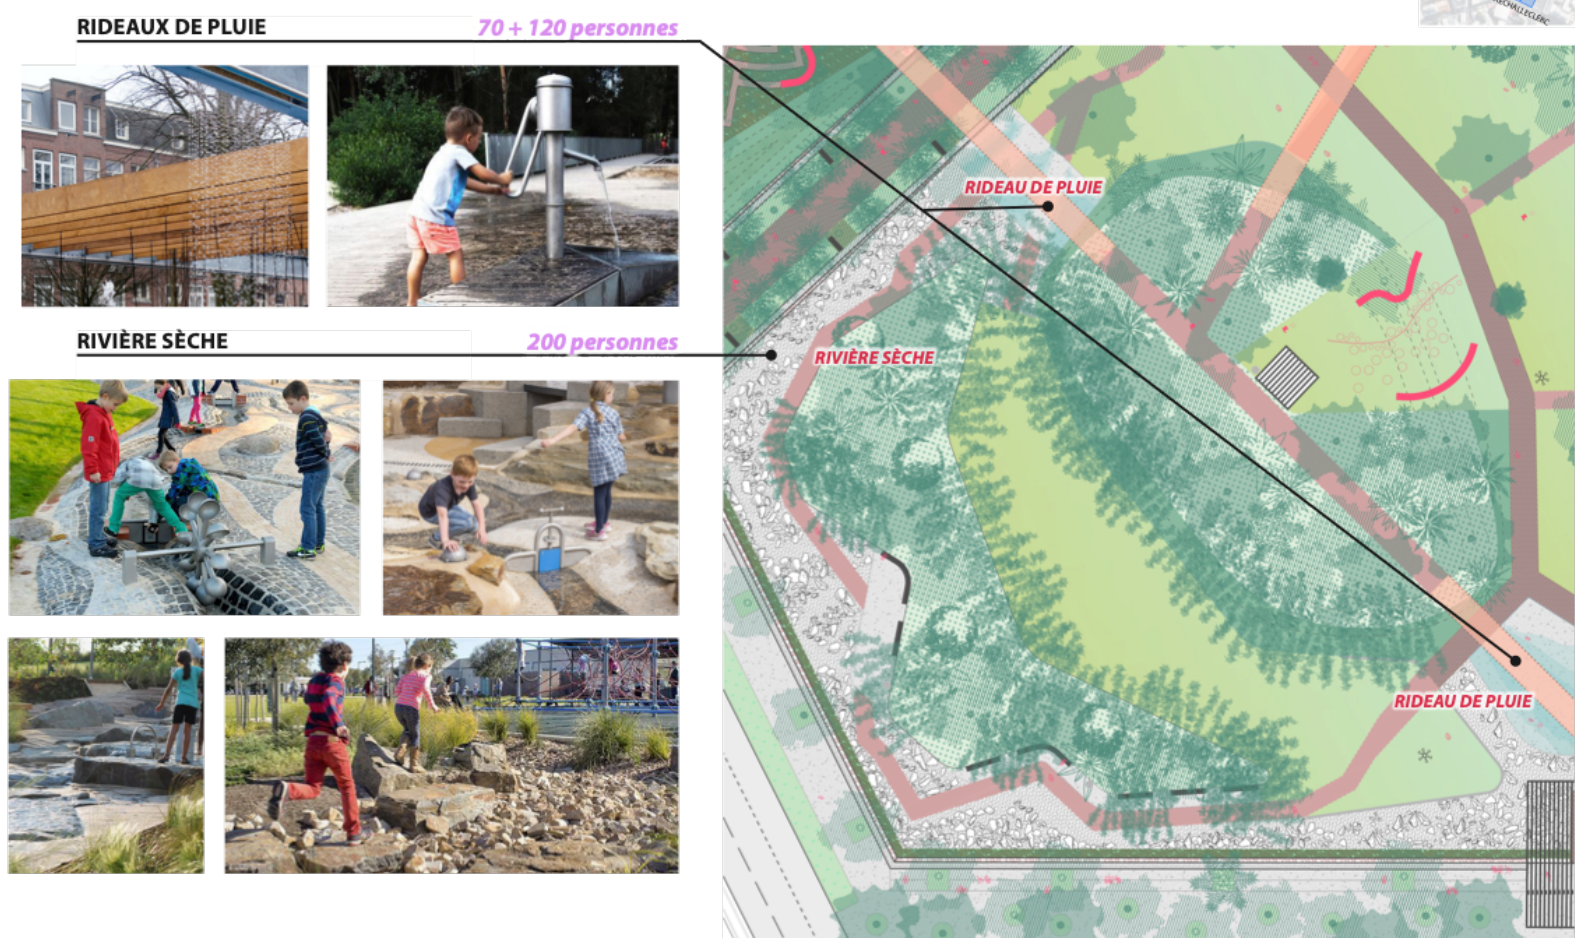 RIDEAUX DE PLUIE 70 + 120 personnes
RIVIÈRE SÈCHE 200 personnes
RIDEAU DE PLUIE
RIVIÈRE SÈCHE
RIDEAU DE PLUIE